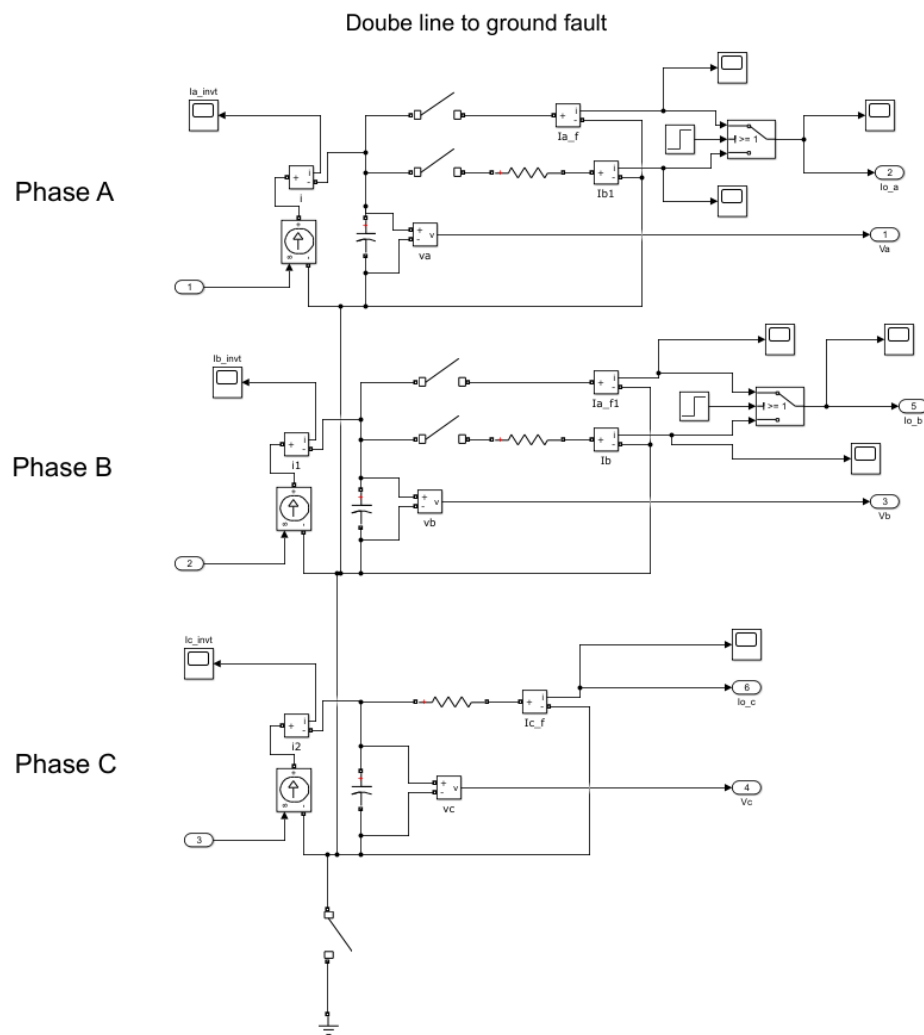 Doube line to ground fault
Ia_invt
Phase A
+
i
-
i
+
-
s
1
+
i
-
Ia_f
+
i
-
Ib1
>= 1
2
Io_a
+
-
v
va
1
Va
Ib_invt
Phase B
+
i
-
i1
+
-
s
2
+
i
-
Ia_f1
+
i
-
Ib
>= 1
5
Io_b
+
-
v
vb
3
Vb
Ic_invt
Phase C
+
i
-
i2
+
-
s
3
+
i
-
Ic_f
6
Io_c
+
-
v
vc
4
Vc